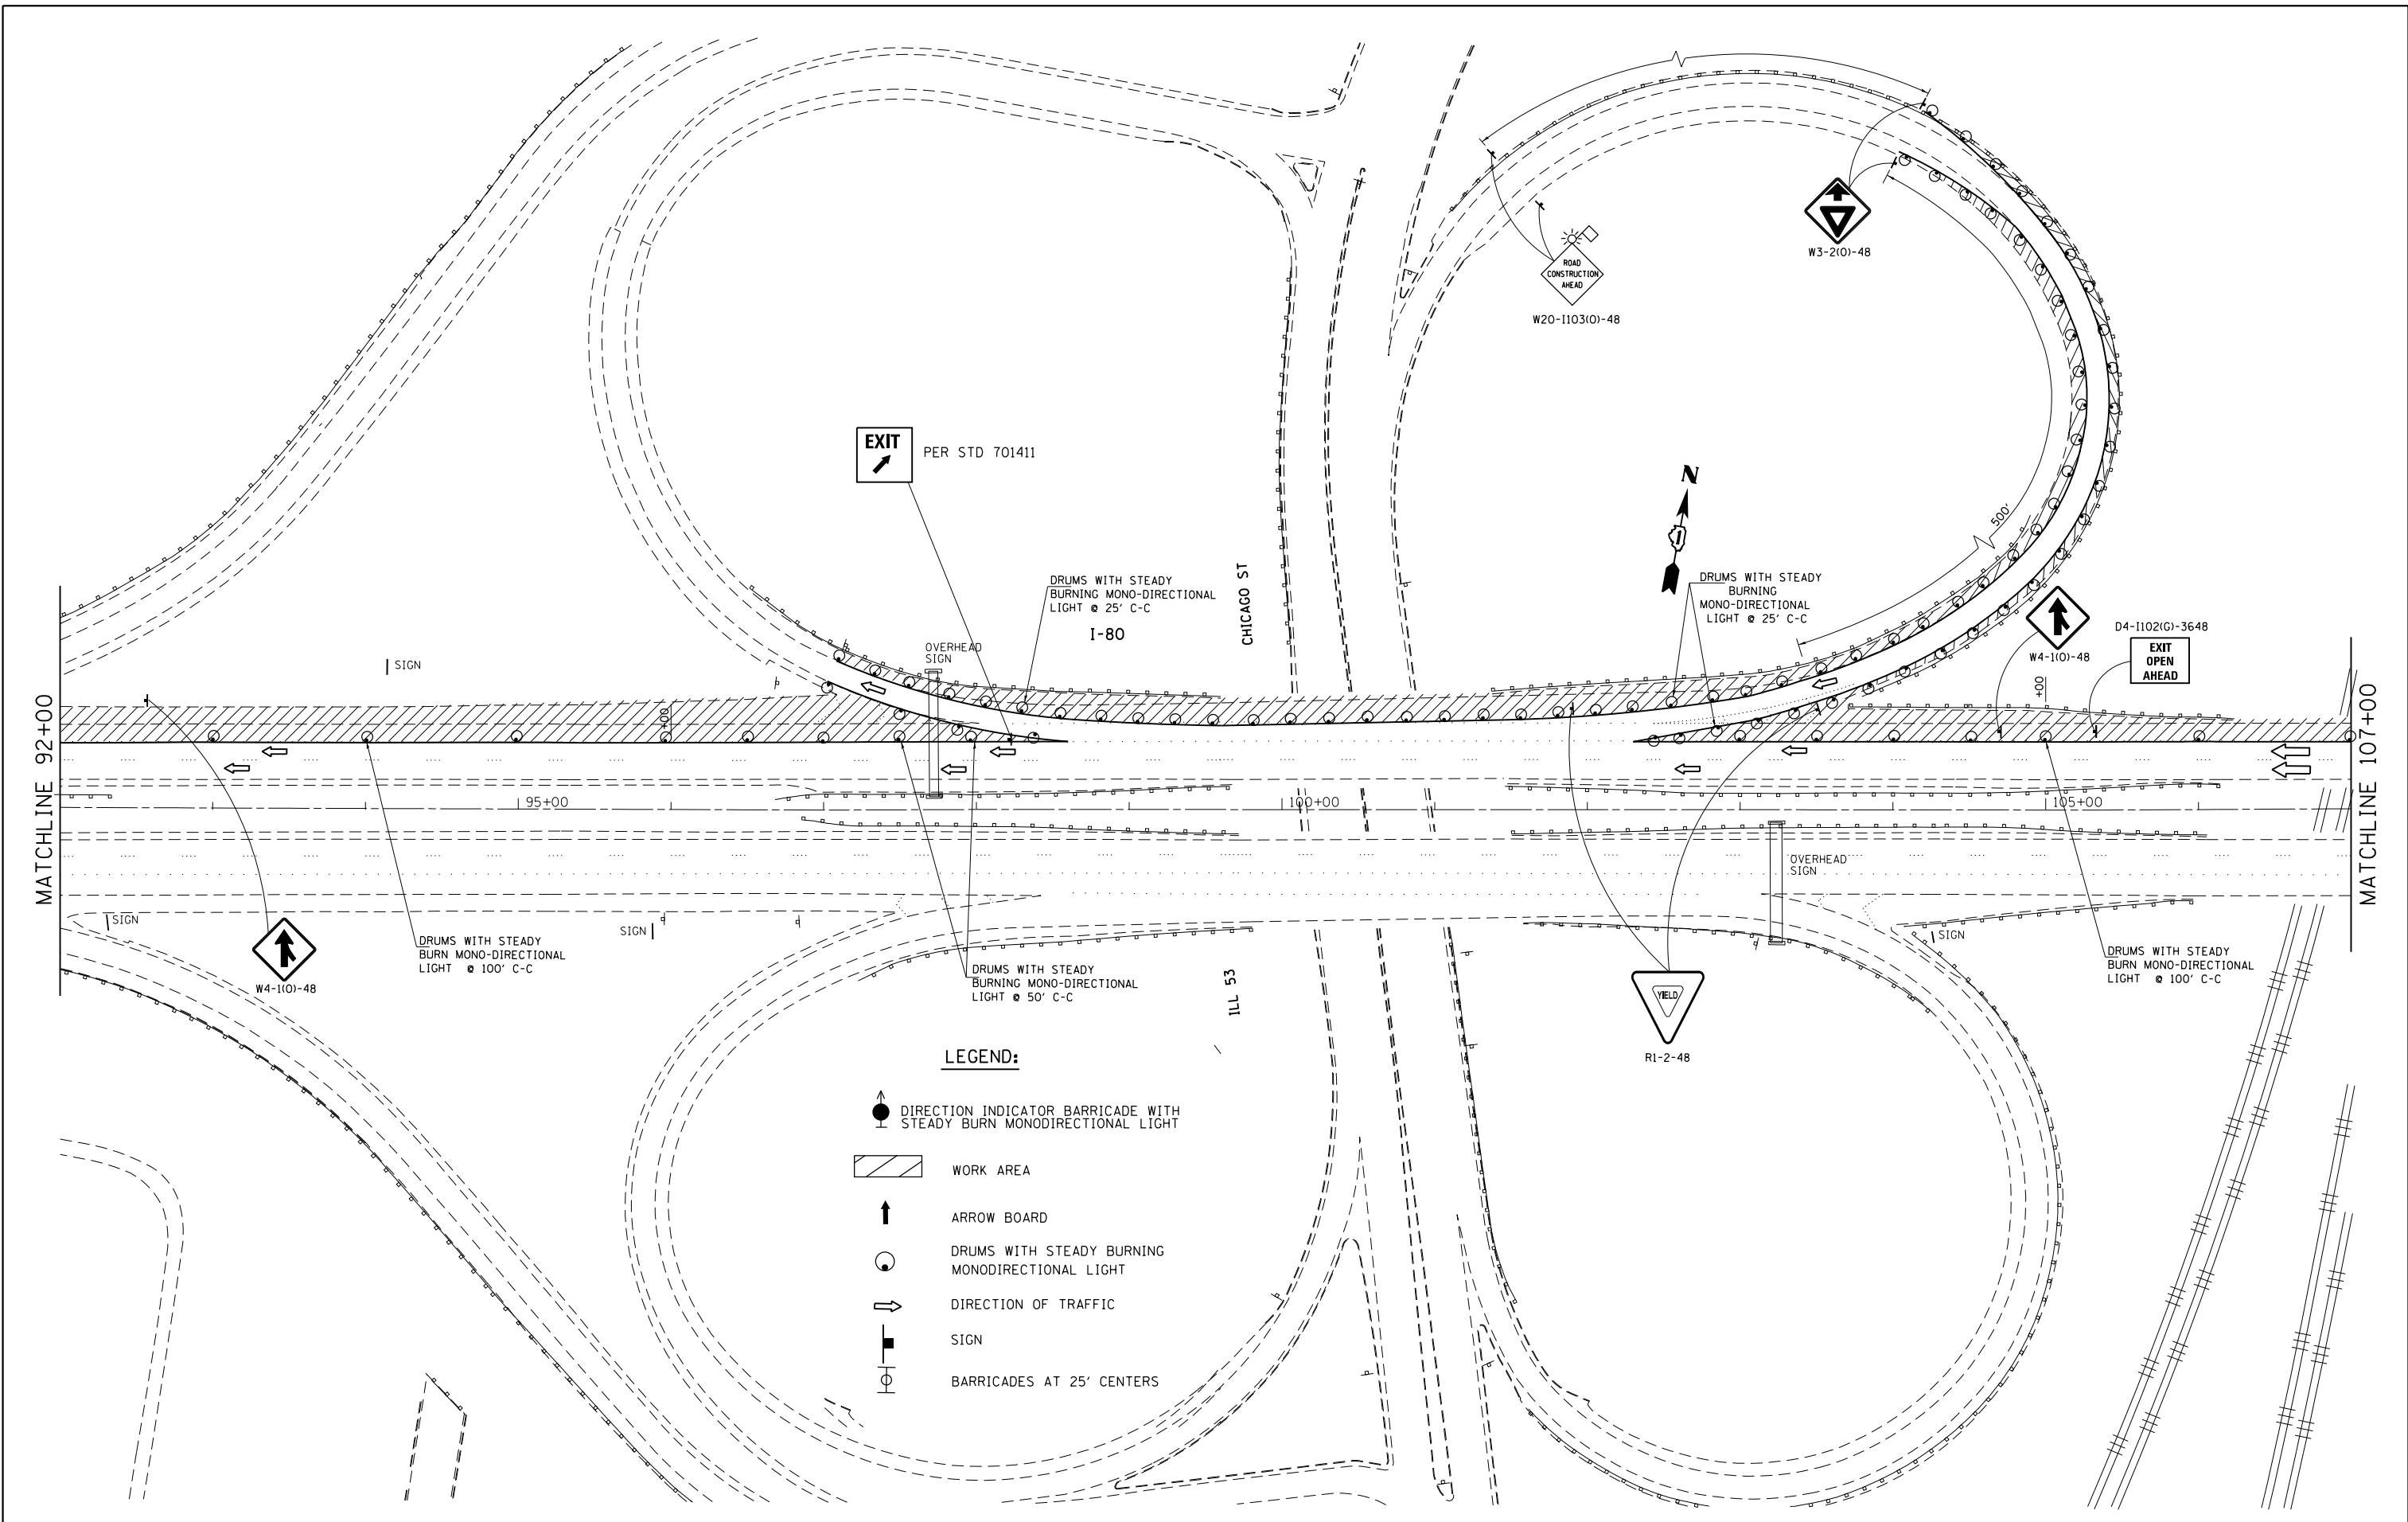 N
ROAD
CONSTRUCTION
AHEAD
W20-I103(O)-48
W3-2(O)-48
EXIT
PER STD 701411
500'
DRUMS WITH STEADY
BURNING MONO-DIRECTIONAL
LIGHT @ 25' C-C
I-80
CHICAGO ST
DRUMS WITH STEADY
BURNING
MONO-DIRECTIONAL
LIGHT @ 25' C-C
W4-1(O)-48
D4-I102(G)-3648
EXIT
OPEN
AHEAD
SIGN
OVERHEAD
SIGN
+00
+00
MATCHLINE 92+00
MATCHLINE 107+00
95+00
100+00
105+00
OVERHEAD
SIGN
SIGN
SIGN
SIGN
W4-1(O)-48
DRUMS WITH STEADY
BURN MONO-DIRECTIONAL
LIGHT @ 100' C-C
DRUMS WITH STEADY
BURNING MONO-DIRECTIONAL
LIGHT @ 50' C-C
ILL 53
YIELD
R1-2-48
DRUMS WITH STEADY
BURN MONO-DIRECTIONAL
LIGHT @ 100' C-C
LEGEND:
DIRECTION INDICATOR BARRICADE WITH
STEADY BURN MONODIRECTIONAL LIGHT
WORK AREA
ARROW BOARD
DRUMS WITH STEADY BURNING
MONODIRECTIONAL LIGHT
DIRECTION OF TRAFFIC
SIGN
BARRICADES AT 25' CENTERS